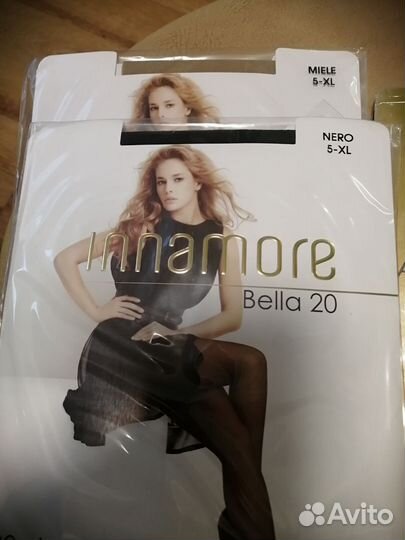 MIELE
5-XL
NERO
5-XL
Innamore
Bella 20
Avito